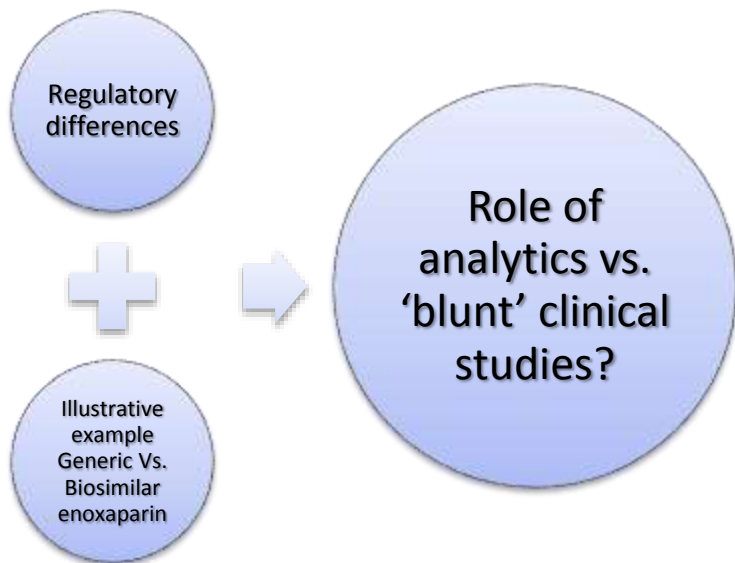 Regulatory
differences
Illustrative
example
Generic Vs.
Biosimilar
enoxaparin
Role of
analytics vs.
‘blunt’ clinical
studies?